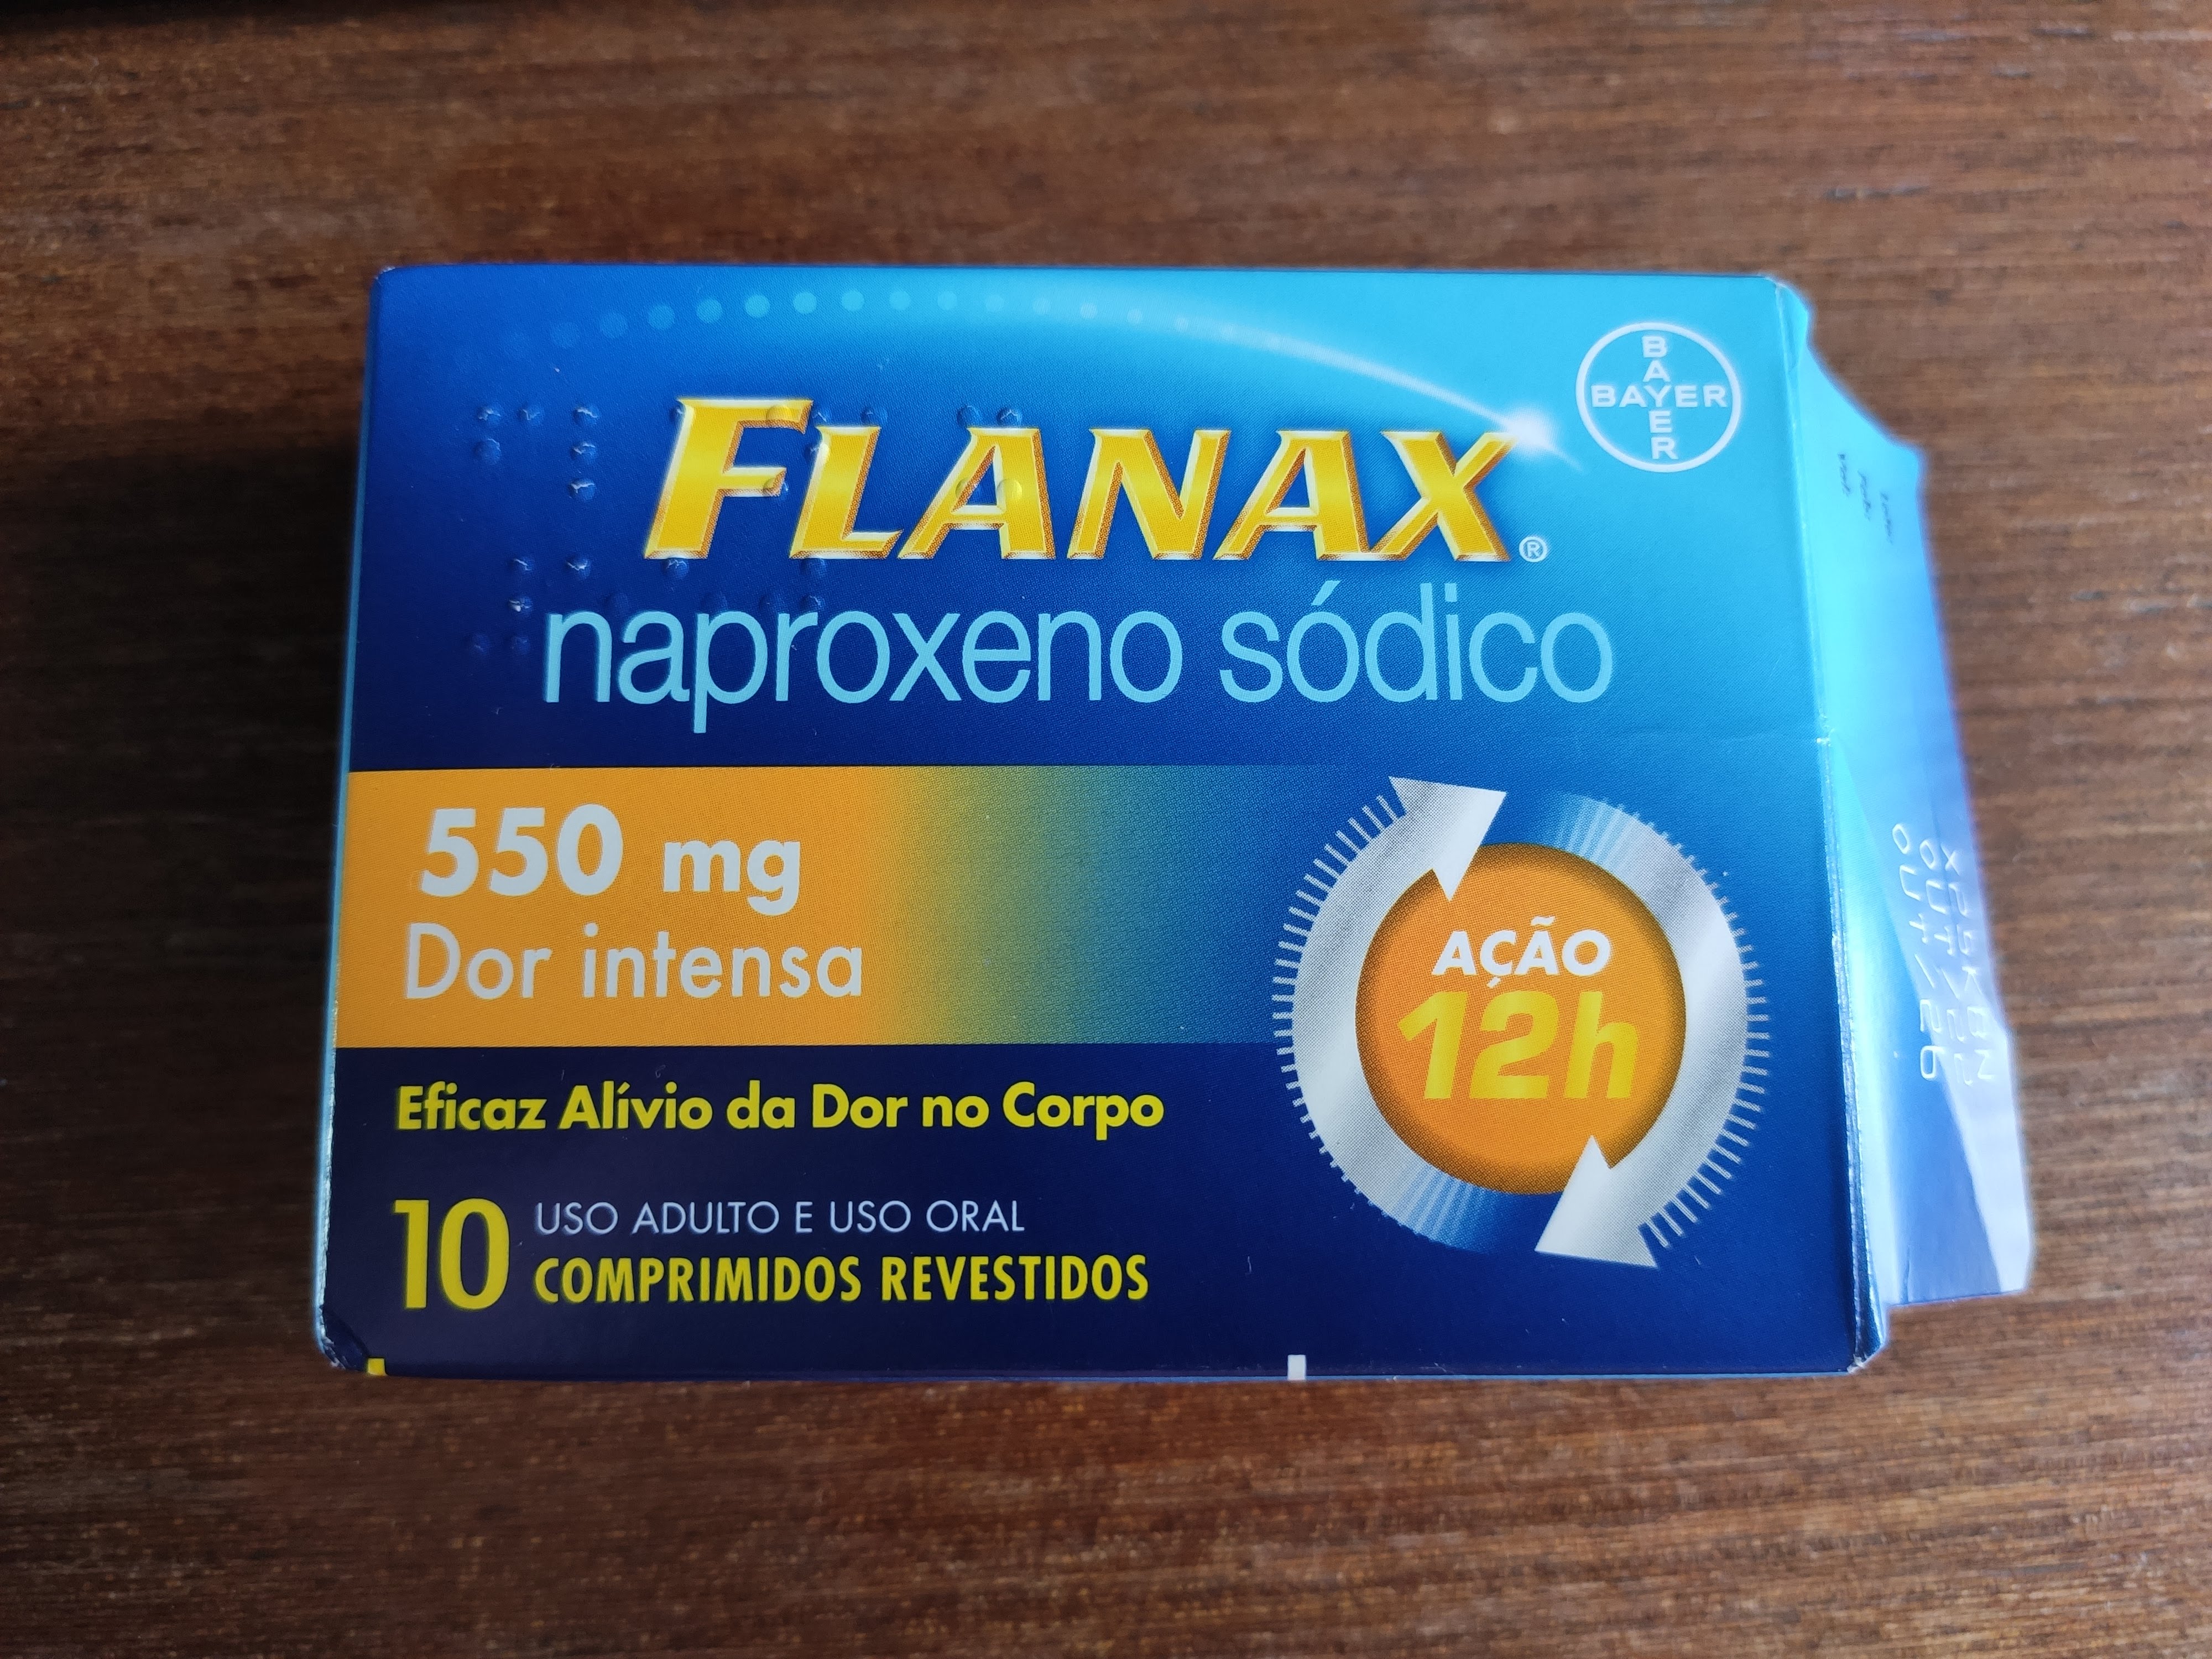 BAYER
BAYER
FLANAX®
naproxeno sódico
550 mg
Dor intensa
AÇÃO
12h
Eficaz Alívio da Dor no Corpo
10 USO ADULTO E USO ORAL
COMPRIMIDOS REVESTIDOS